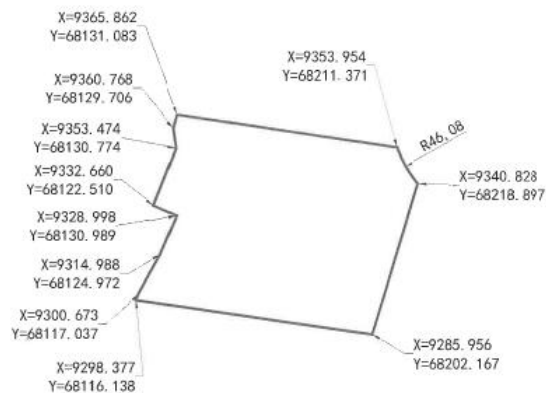 X=9365.862
Y=68131.083
X=9353.954
Y=68211.371
X=9360.768
Y=68129.706
R46.08
X=9353.474
Y=68130.774
X=9332.660
Y=68122.510
X=9340.828
Y=68218.897
X=9328.998
Y=68130.989
X=9314.988
Y=68124.972
X=9300.673
Y=68117.037
X=9285.956
Y=68202.167
X=9298.377
Y=68116.138